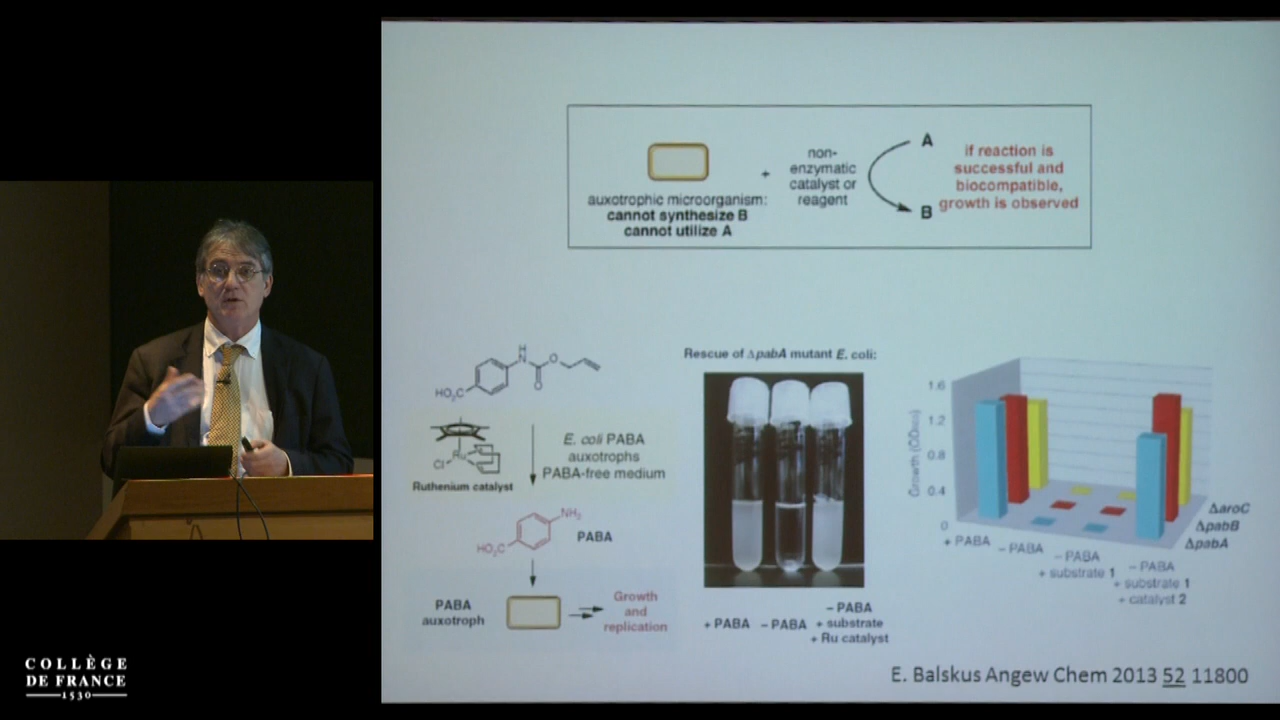 auxotrophic microorganism:
cannot synthesize B
cannot utilize A
+
non-
enzymatic
catalyst or
reagent
A
B
if reaction is
successful and
biocompatible,
growth is observed
H
N
O
O
HO₂C
Cl
Ru
Ruthenium catalyst
E. coli PABA
auxotrophs
PABA-free medium
NH₂
HO₂C
PABA
PABA
auxotroph
Growth
and
replication
Rescue of ΔpabA mutant E. coli:
+ PABA
– PABA
– PABA
+ substrate
+ Ru catalyst
Growth (OD₆₀₀)
1.6
1.2
0.8
0.4
0
+ PABA
– PABA
– PABA
+ substrate 1
– PABA
+ substrate 1
+ catalyst 2
ΔaroC
ΔpabB
ΔpabA
E. Balskus Angew Chem 2013 52 11800
COLLÈGE
DE FRANCE
1530